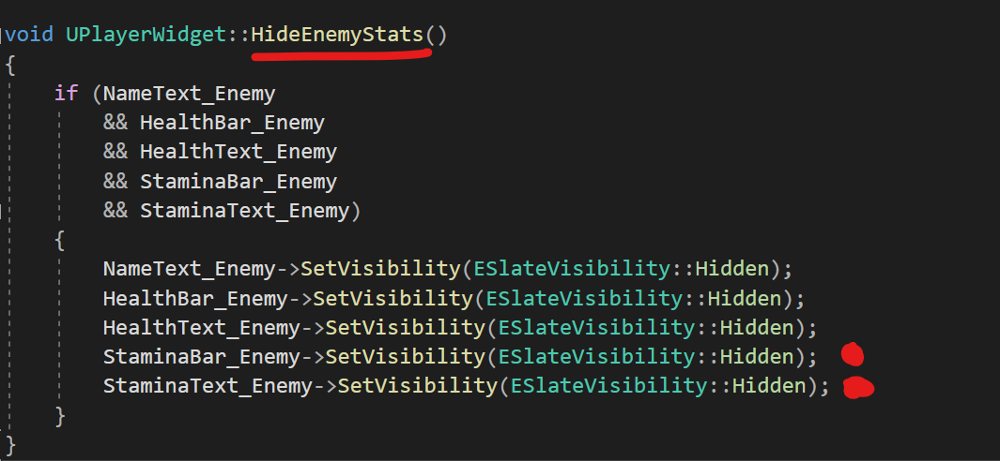 void UPlayerWidget::HideEnemyStats()
{
if (NameText_Enemy
&& HealthBar_Enemy
&& HealthText_Enemy
&& StaminaBar_Enemy
&& StaminaText_Enemy)
{
NameText_Enemy->SetVisibility(ESlateVisibility::Hidden);
HealthBar_Enemy->SetVisibility(ESlateVisibility::Hidden);
HealthText_Enemy->SetVisibility(ESlateVisibility::Hidden);
StaminaBar_Enemy->SetVisibility(ESlateVisibility::Hidden);
StaminaText_Enemy->SetVisibility(ESlateVisibility::Hidden);
}
}